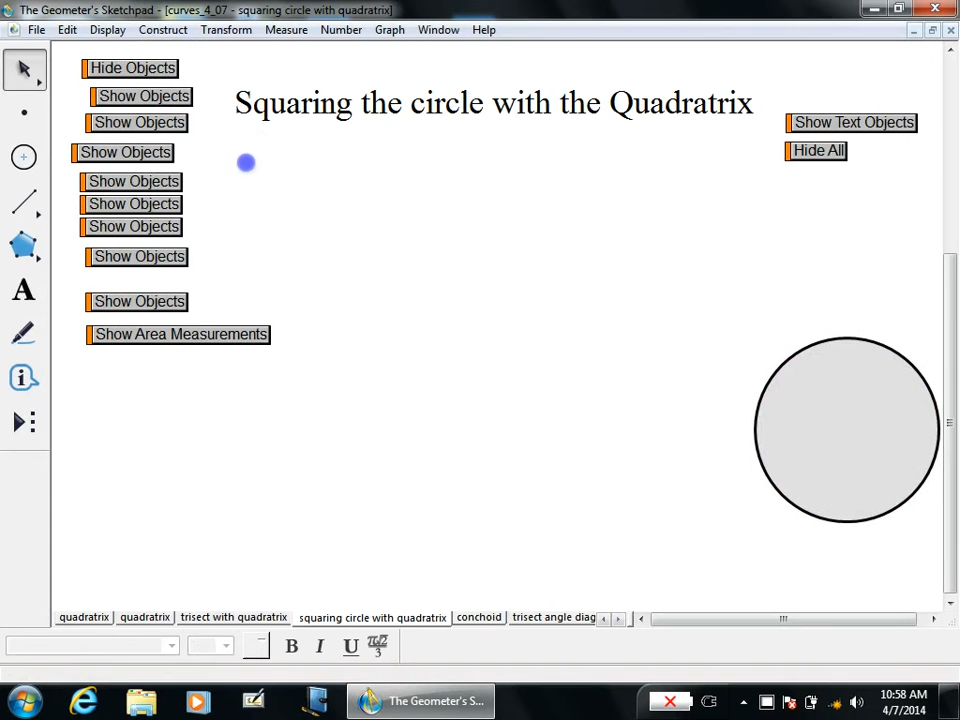 The Geometer's Sketchpad - [curves_4_07 - squaring circle with quadratrix]
File Edit Display Construct Transform Measure Number Graph Window Help
Hide Objects
Show Objects
Squaring the circle with the Quadratrix
Show Objects
Show Text Objects
Show Objects
Hide All
Show Objects
Show Objects
Show Objects
Show Objects
Show Objects
Show Area Measurements
A
quadratrix quadratrix trisect with quadratrix squaring circle with quadratrix conchoid trisect angle diag
B I U
The Geometer's S...
10:58 AM
4/7/2014